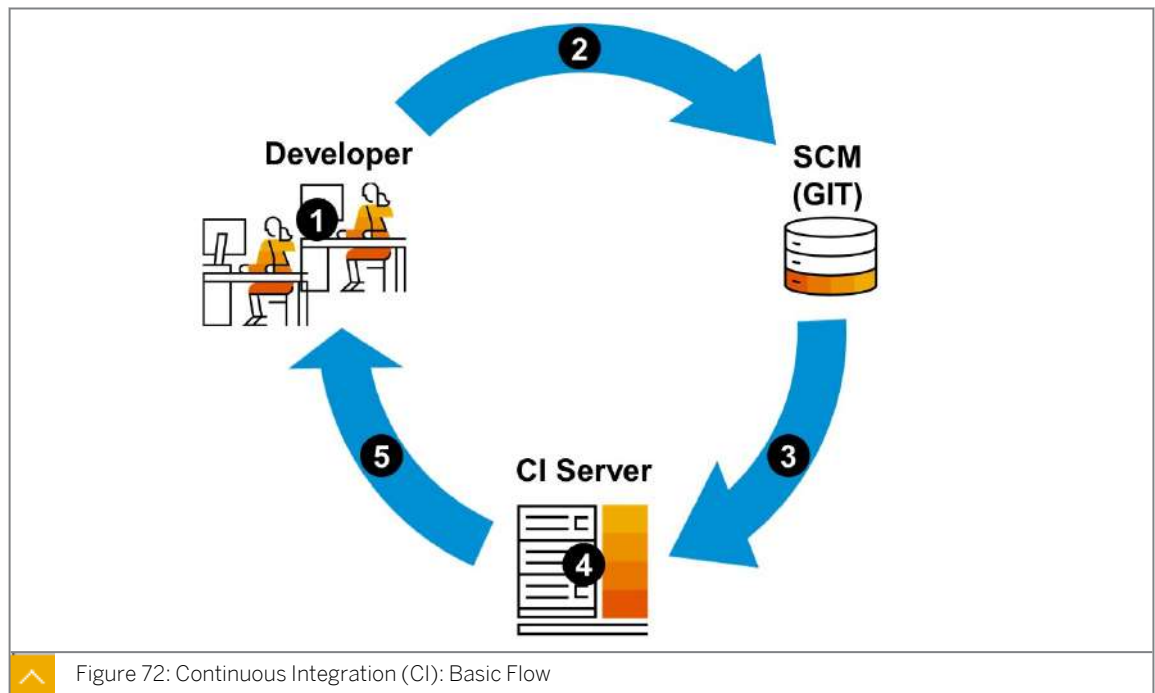 2
Developer
SCM
(GIT)
1
5
3
CI Server
4
Figure 72: Continuous Integration (CI): Basic Flow